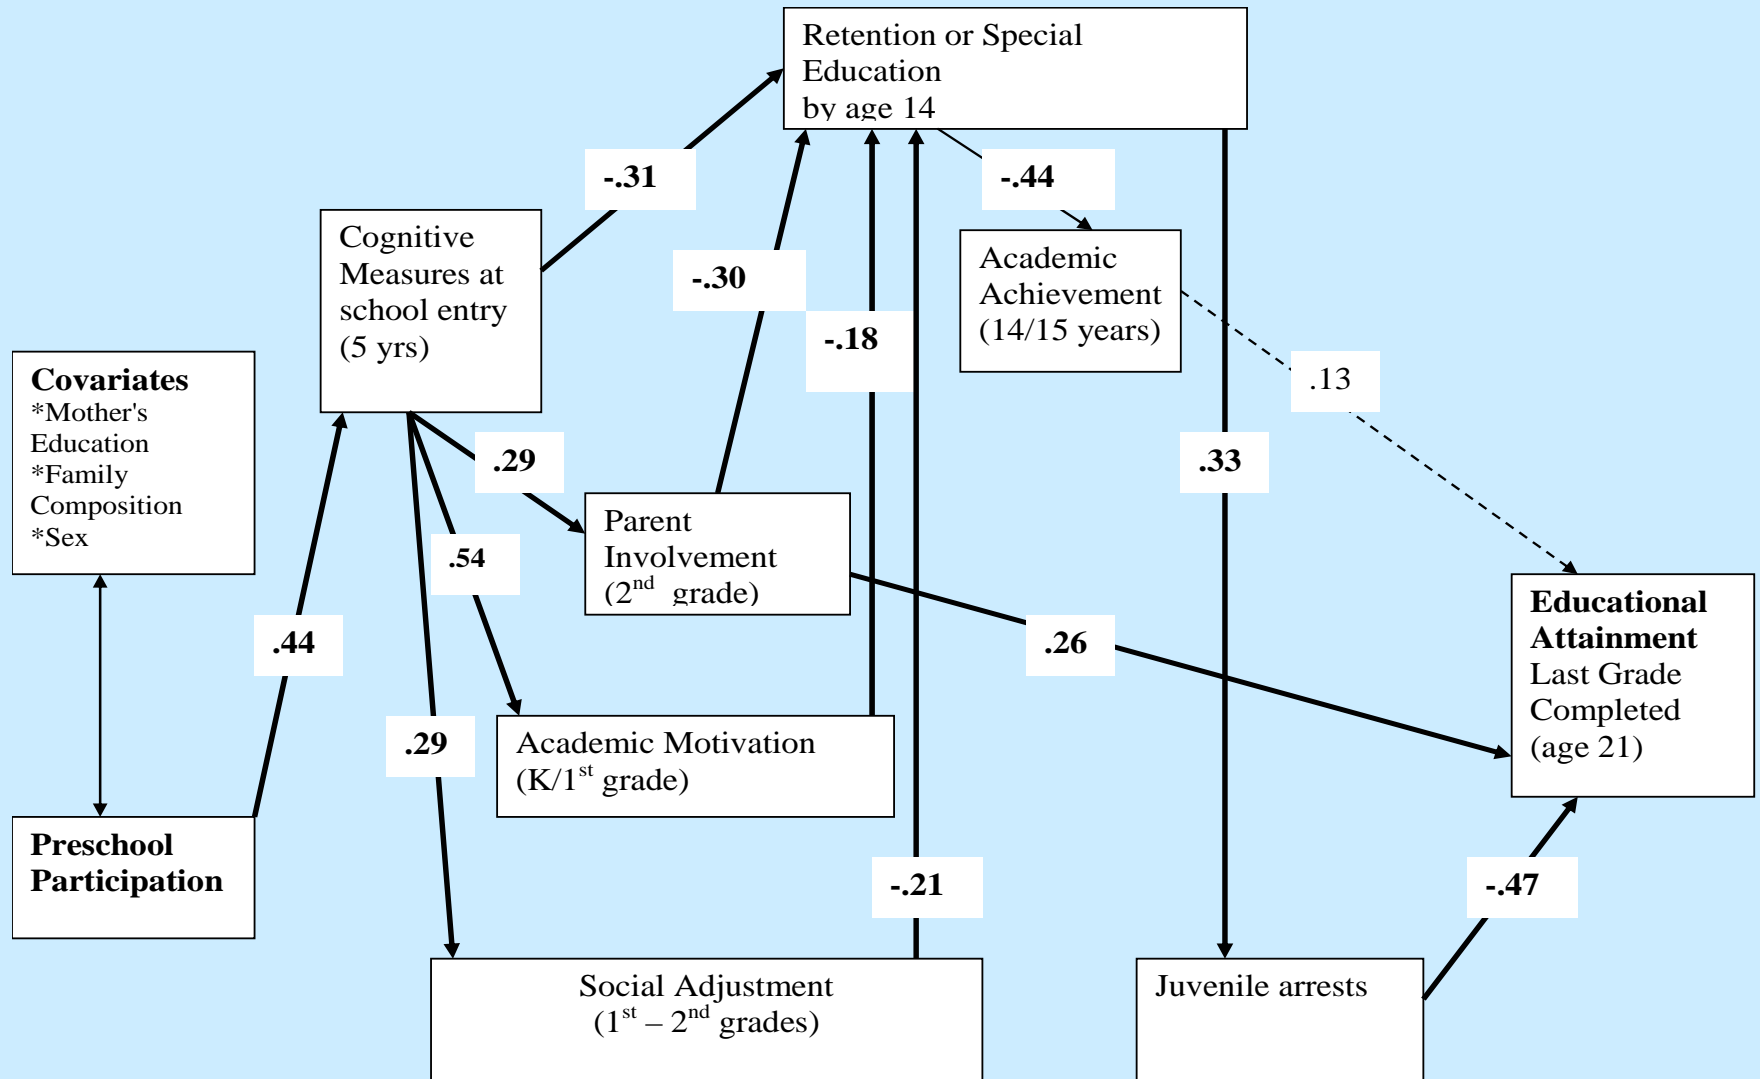 Retention or Special
Education
by age 14
-.31
-.44
Cognitive
Measures at
school entry
(5 yrs)
-.30
Academic
Achievement
(14/15 years)
-.18
.13
Covariates
*Mother's
Education
*Family
Composition
*Sex
.29
.33
Parent
Involvement
(2nd grade)
.54
Educational
Attainment
Last Grade
Completed
(age 21)
.44
.26
.29
Academic Motivation
(K/1st grade)
Preschool
Participation
-.21
-.47
Social Adjustment
(1st – 2nd grades)
Juvenile arrests